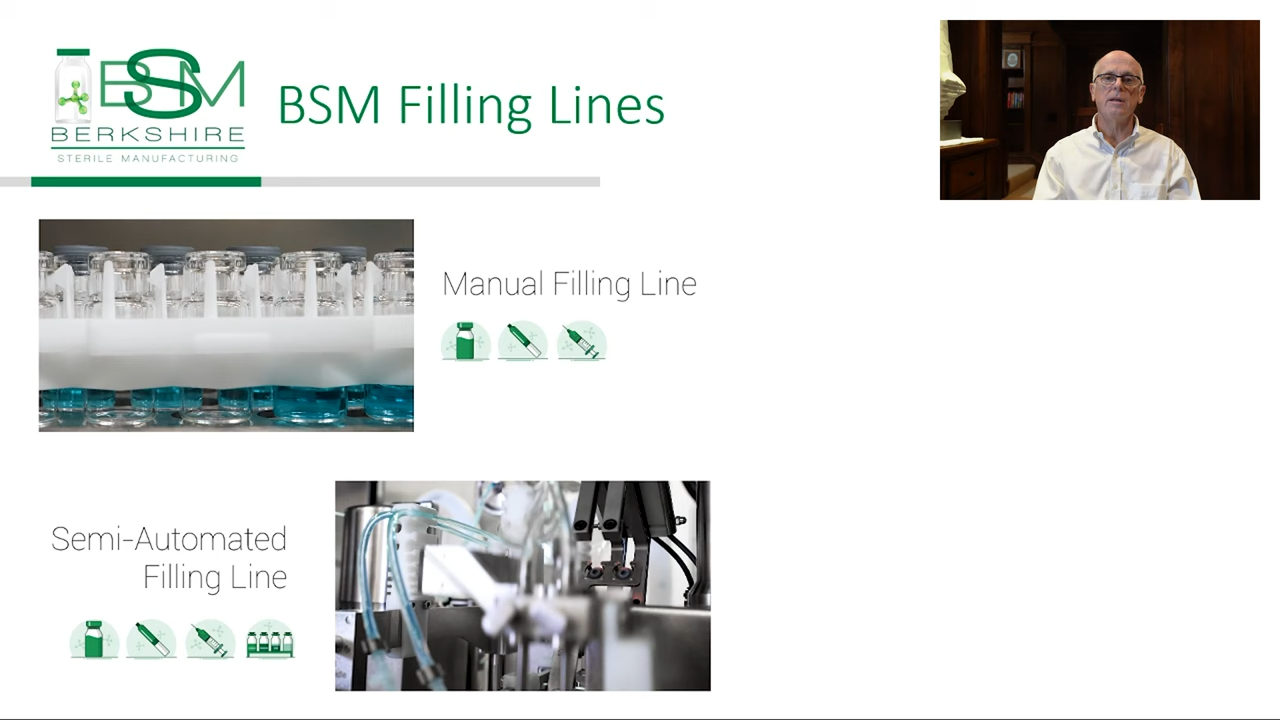 BSM
BERKSHIRE
STERILE MANUFACTURING
BSM Filling Lines
Manual Filling Line
Semi-Automated
Filling Line